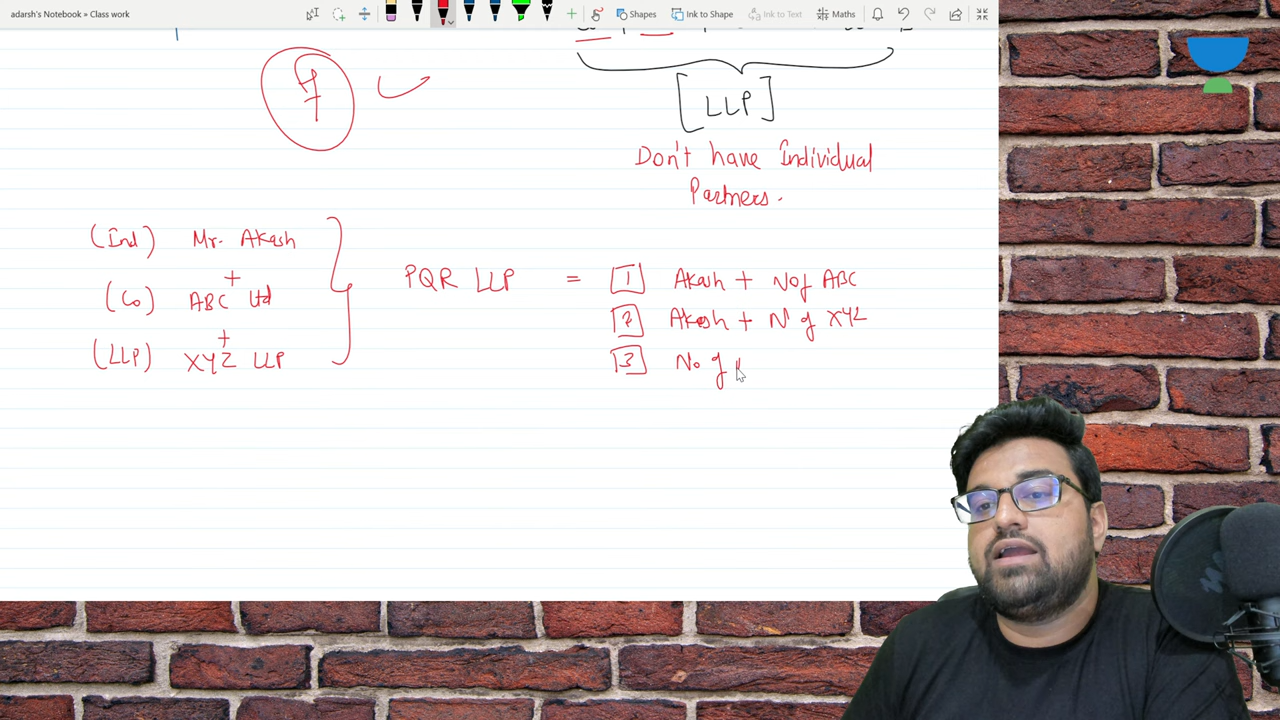 adarsh's Notebook » Class work
Shapes
Ink to Shape
Ink to Text
Maths
[LLP]
Don't have Individual
Partners.
(Ind) Mr. Akash
+
(Co) ABC Ltd
+
(LLP) XYZ LLP
PQR LLP = 1 Akash + No of ABC
2 Akash + N of XYZ
3 No of